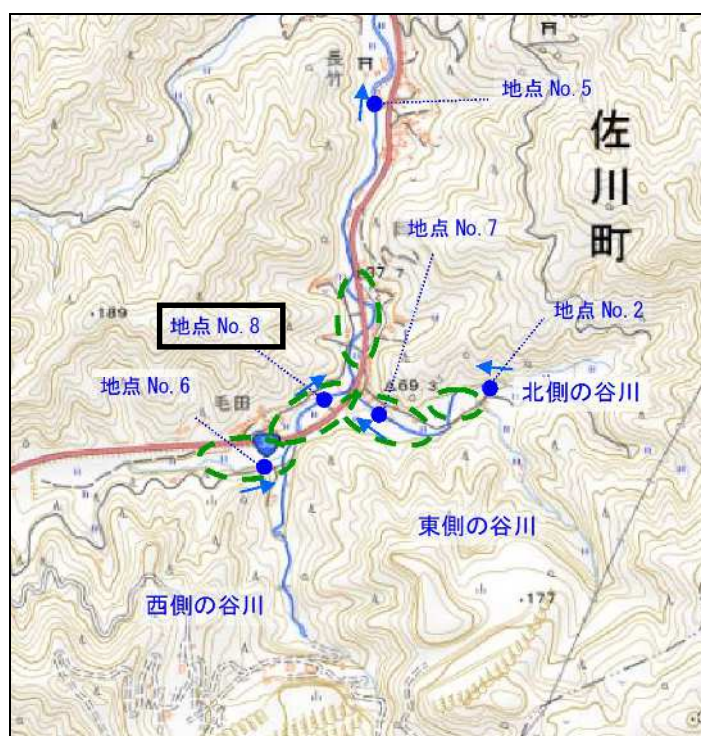 長竹
地点 No.5
佐川町
地点 No.7
地点 No.8
地点 No.2
・189
69.3
地点 No.6
毛田
北側の谷川
東側の谷川
西側の谷川
・177